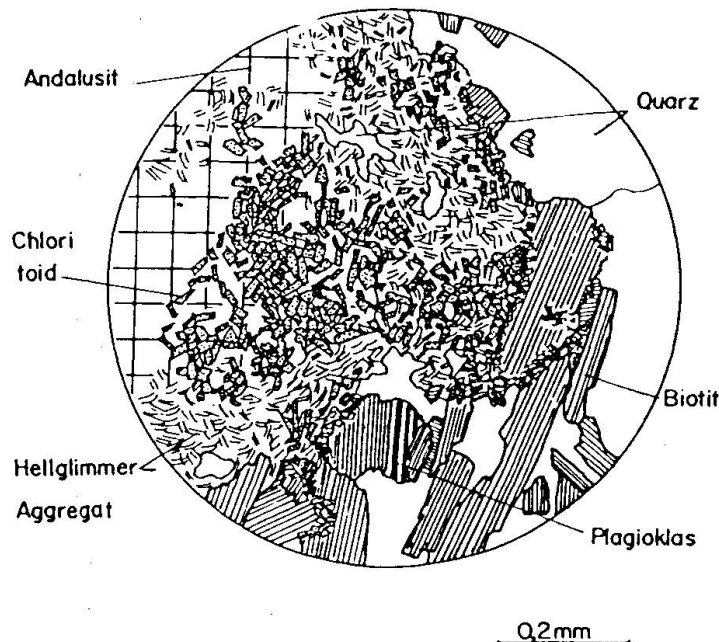 Andalusit
Quarz
Chlori
toid
Biotit
Hellglimmer
Aggregat
Plagioklas
0,2mm